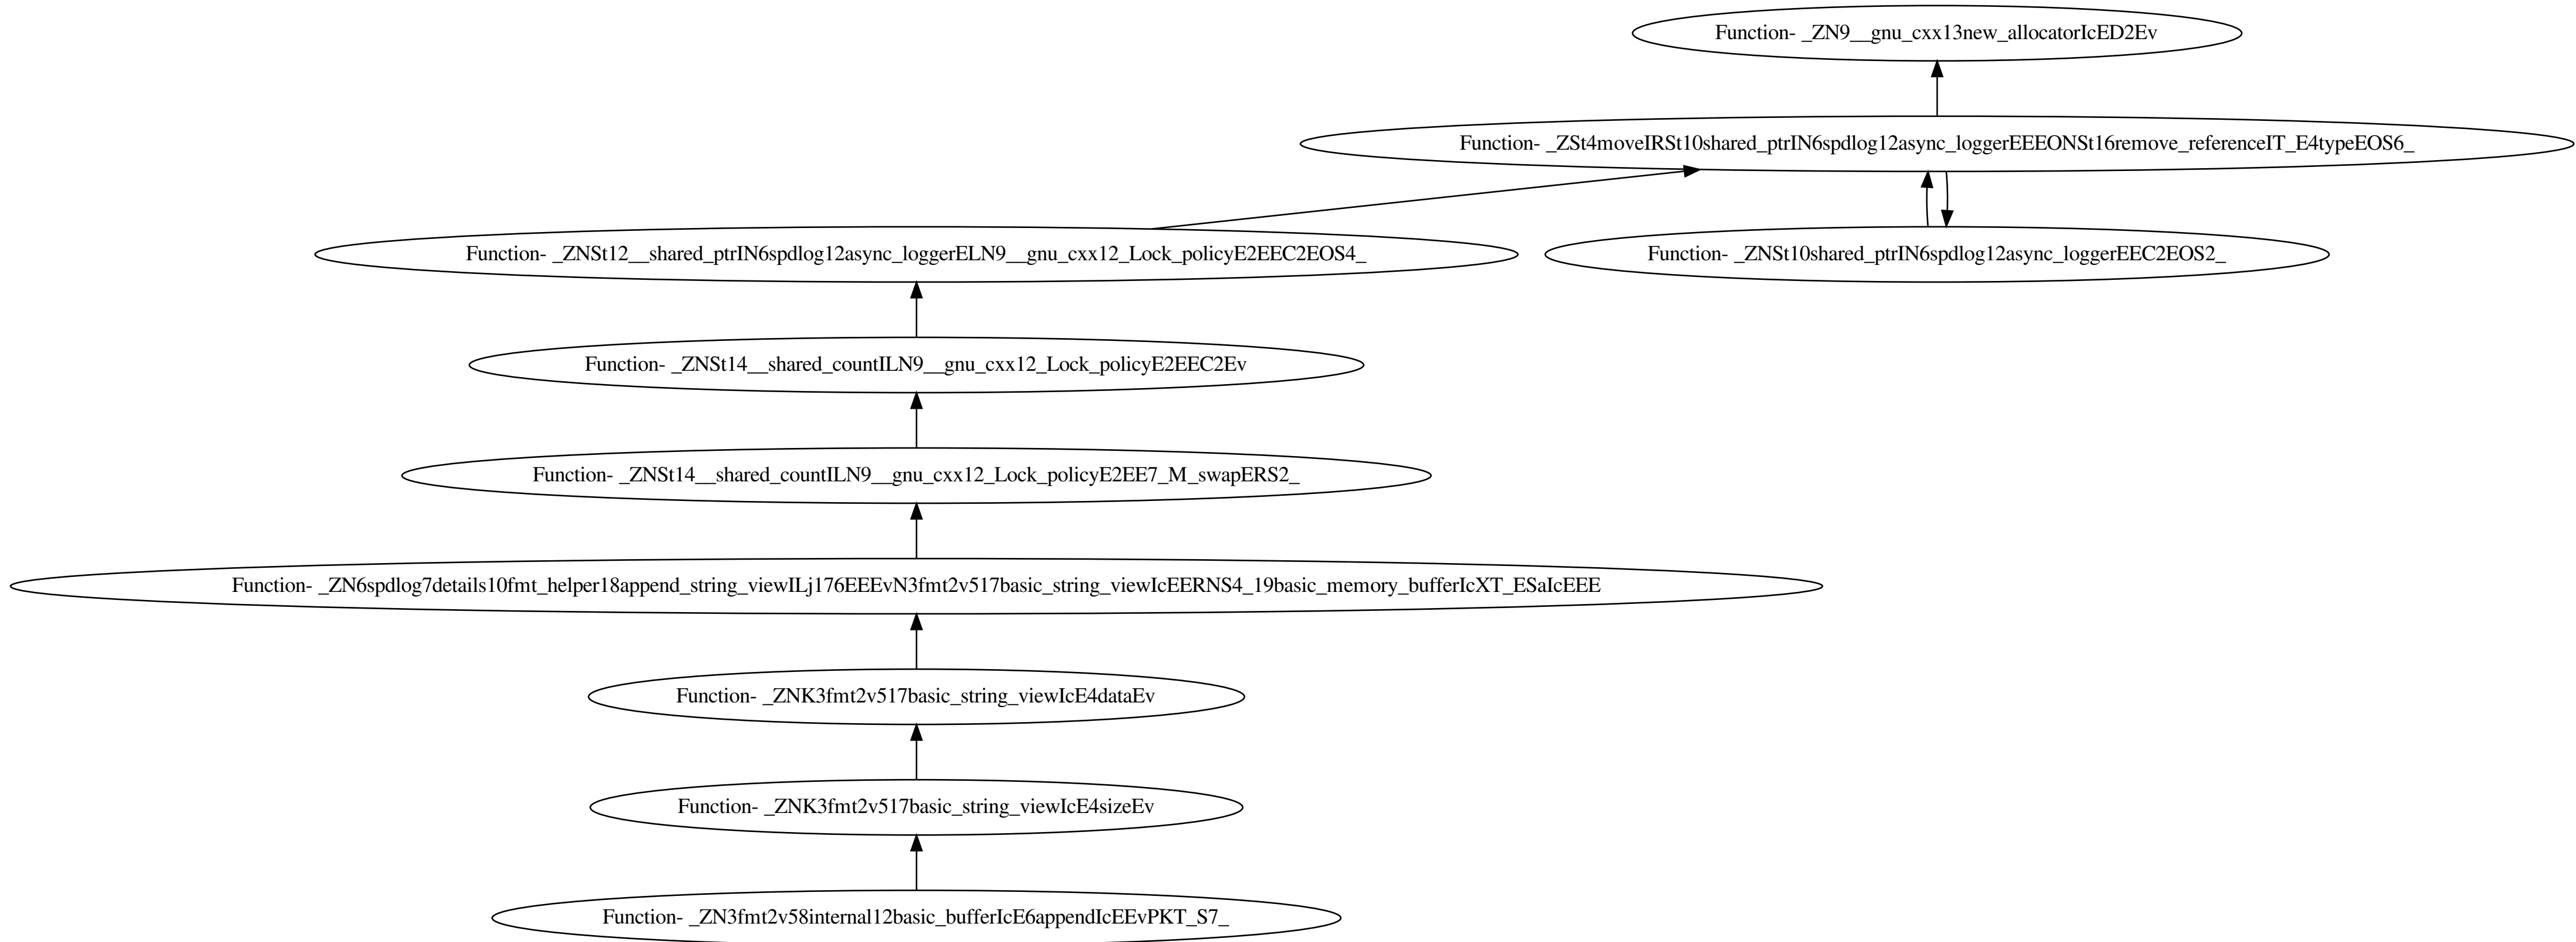 Function- _ZN9__gnu_cxx13new_allocatorIcED2Ev
Function- _ZSt4moveIRSt10shared_ptrIN6spdlog12async_loggerEEEONSt16remove_referenceIT_E4typeEOS6_
Function- _ZNSt12__shared_ptrIN6spdlog12async_loggerELN9__gnu_cxx12_Lock_policyE2EEC2EOS4_
Function- _ZNSt10shared_ptrIN6spdlog12async_loggerEEC2EOS2_
Function- _ZNSt14__shared_countILN9__gnu_cxx12_Lock_policyE2EEC2Ev
Function- _ZNSt14__shared_countILN9__gnu_cxx12_Lock_policyE2EE7_M_swapERS2_
Function- _ZN6spdlog7details10fmt_helper18append_string_viewILj176EEEvN3fmt2v517basic_string_viewIcEERNS4_19basic_memory_bufferIcXT_ESaIcEEE
Function- _ZNK3fmt2v517basic_string_viewIcE4dataEv
Function- _ZNK3fmt2v517basic_string_viewIcE4sizeEv
Function- _ZN3fmt2v58internal12basic_bufferIcE6appendIcEEvPKT_S7_